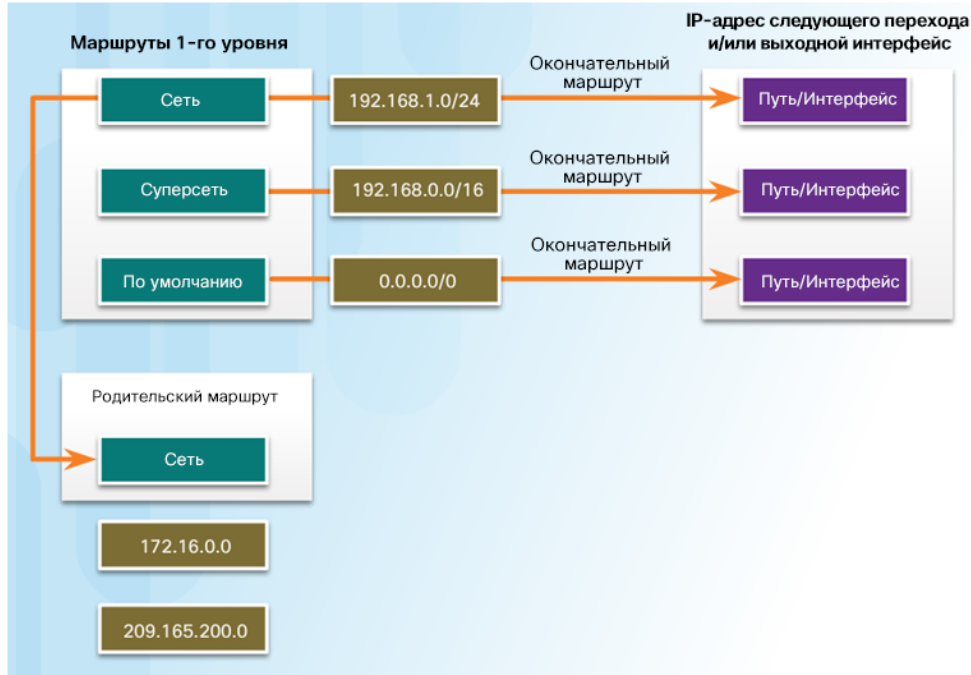 Маршруты 1-го уровня
IP-адрес следующего перехода
и/или выходной интерфейс
Сеть
192.168.1.0/24
Окончательный
маршрут
Путь/Интерфейс
Суперсеть
192.168.0.0/16
Окончательный
маршрут
Путь/Интерфейс
По умолчанию
0.0.0.0/0
Окончательный
маршрут
Путь/Интерфейс
Родительский маршрут
Сеть
172.16.0.0
209.165.200.0